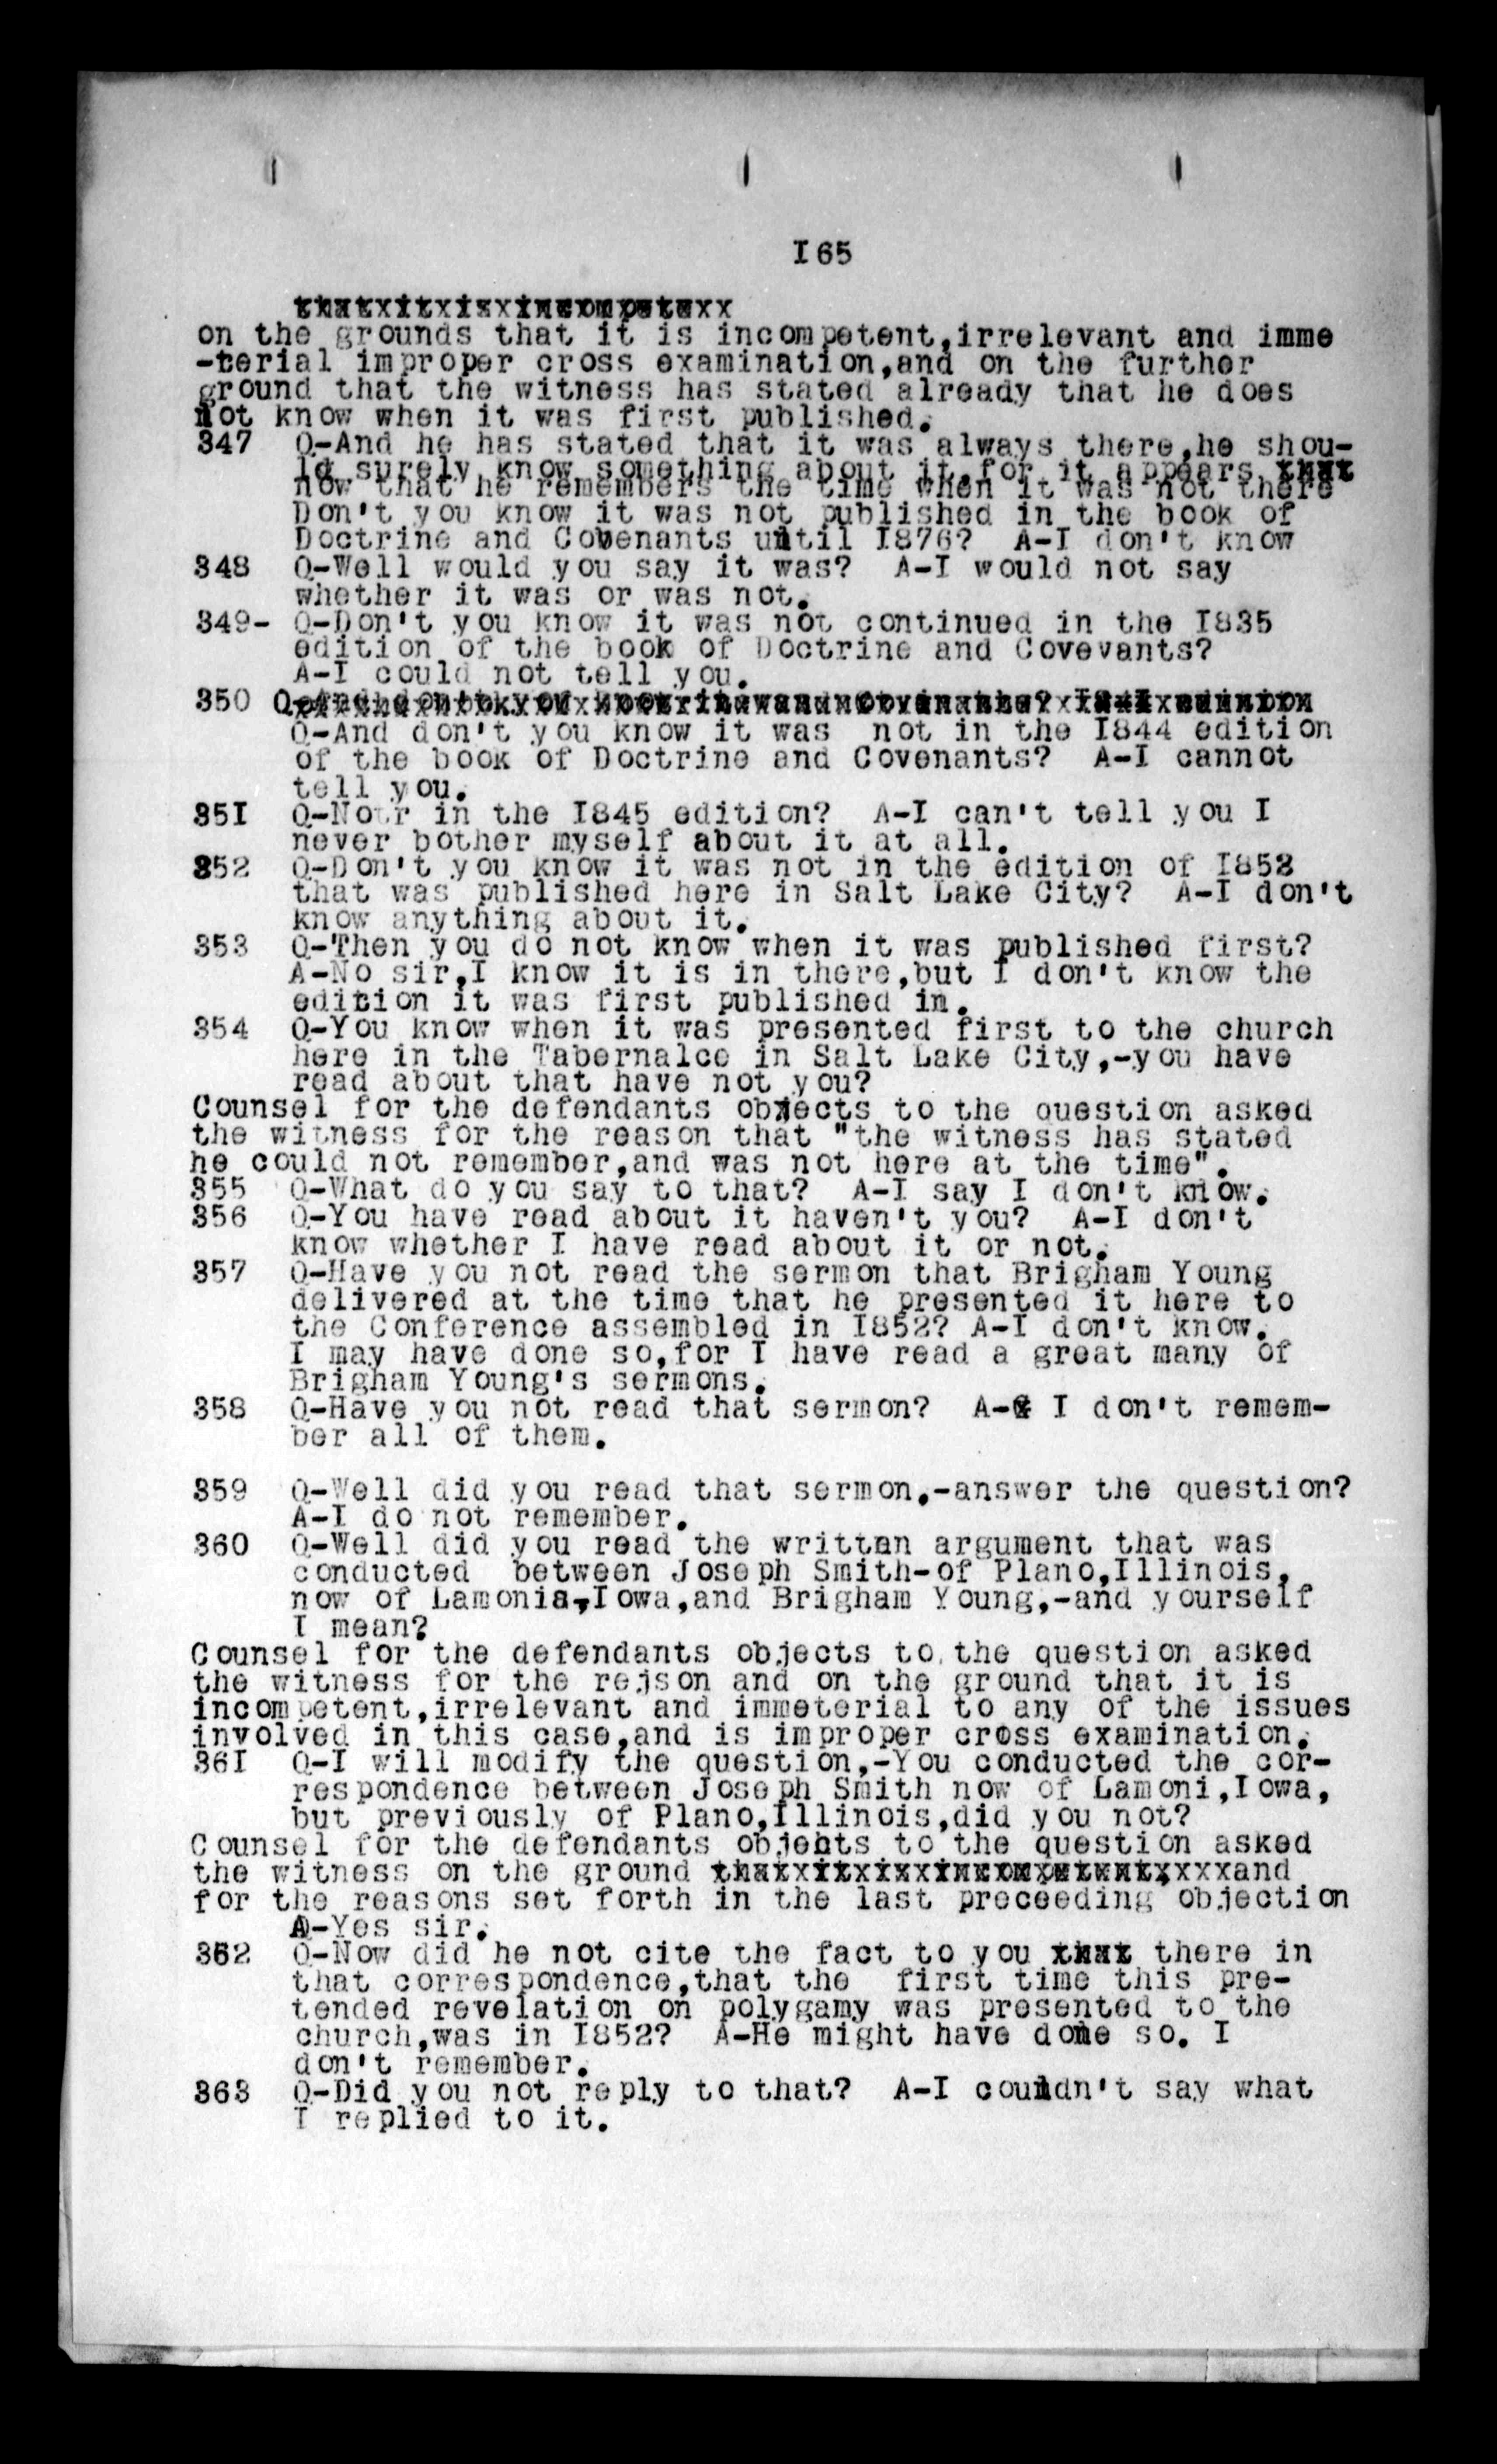 I65
on the grounds that it is incompetent,irrelevant and imme
-terial improper cross examination,and on the further
ground that the witness has stated already that he does
not know when it was first published.
347 Q-And he has stated that it was always there,he shou-
ld surely know something about it,for it appears that
now that he remembers the time when it was not there
Don't you know it was not published in the book of
Doctrine and Covenants until I876? A-I don't know
348 Q-Well would you say it was? A-I would not say
whether it was or was not.
349- Q-Don't you know it was not continued in the I835
edition of the book of Doctrine and Covevants?
A-I could not tell you.
350
Q-And don't you know it was not in the I844 edition
of the book of Doctrine and Covenants? A-I cannot
tell you.
35I Q-Notr in the I845 edition? A-I can't tell you I
never bother myself about it at all.
352 Q-Don't you know it was not in the edition of I852
that was published here in Salt Lake City? A-I don't
know anything about it.
353 Q-Then you do not know when it was published first?
A-No sir,I know it is in there,but I don't know the
edition it was first published in.
354 Q-You know when it was presented first to the church
here in the Tabernalce in Salt Lake City,-you have
read about that have not you?
Counsel for the defendants objects to the question asked
the witness for the reason that "the witness has stated
he could not remember,and was not here at the time".
355 Q-What do you say to that? A-I say I don't know.
356 Q-You have read about it haven't you? A-I don't
know whether I have read about it or not.
357 Q-Have you not read the sermon that Brigham Young
delivered at the time that he presented it here to
the Conference assembled in I852? A-I don't know.
I may have done so,for I have read a great many of
Brigham Young's sermons.
358 Q-Have you not read that sermon? A- I don't remem-
ber all of them.
359 Q-Well did you read that sermon.-answer the question?
A-I do not remember.
360 Q-Well did you read the writtan argument that was
conducted between Joseph Smith-of Plano,Illinois,
now of Lamonia,Iowa,and Brigham Young,-and yourself
I mean?
Counsel for the defendants objects to the question asked
the witness for the rejson and on the ground that it is
incompetent,irrelevant and immeterial to any of the issues
involved in this case,and is improper cross examination.
36I Q-I will modify the question,-You conducted the cor-
respondence between Joseph Smith now of Lamoni,Iowa,
but previously of Plano,Illinois,did you not?
Counsel for the defendants objehts to the question asked
the witness on the ground and
for the reasons set forth in the last preceeding objection
A-Yes sir.
362 Q-Now did he not cite the fact to you that there in
that correspondence,that the first time this pre-
tended revelation on polygamy was presented to the
church,was in I852? A-He might have done so. I
don't remember.
363 Q-Did you not reply to that? A-I couldn't say what
I replied to it.